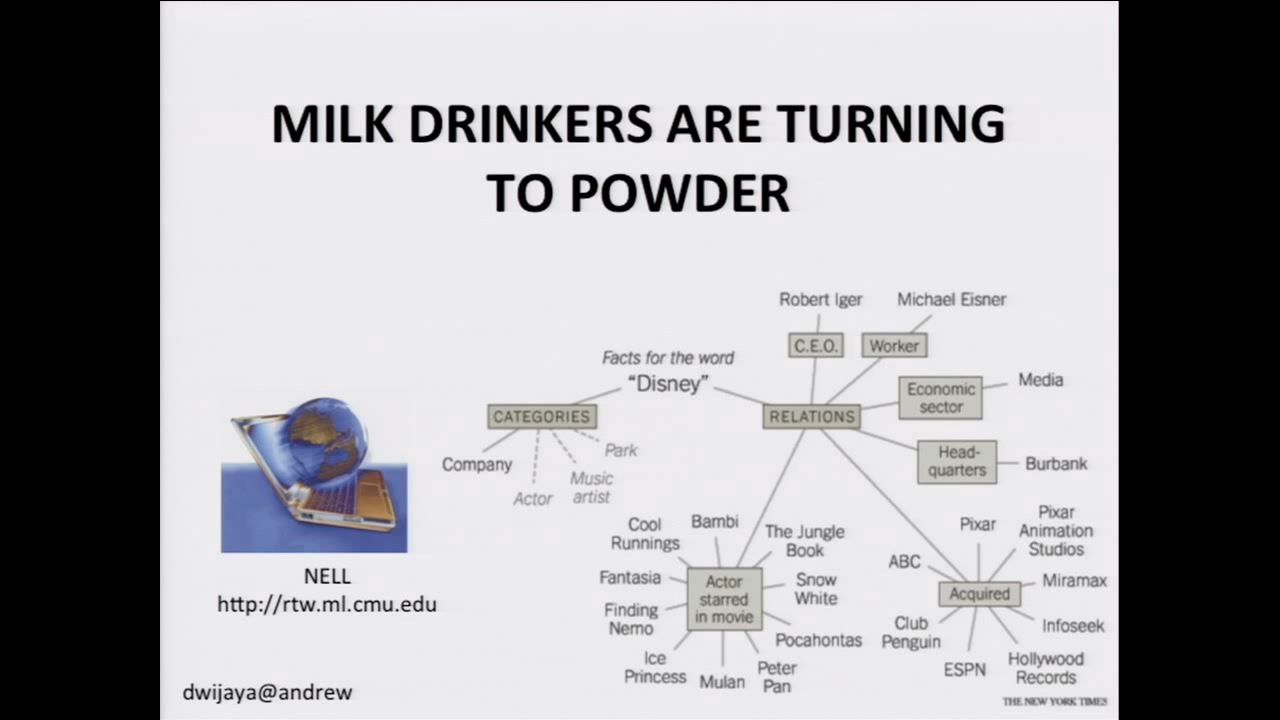 MILK DRINKERS ARE TURNING
TO POWDER
Robert Iger
Michael Eisner
C.E.O.
Worker
Facts for the word
“Disney”
Economic
sector
Media
CATEGORIES
RELATIONS
Company
Actor
Music
artist
Park
Head-
quarters
Burbank
Cool
Runnings
Bambi
The Jungle
Book
Fantasia
Actor
starred
in movie
Snow
White
Finding
Nemo
Pocahontas
Ice
Princess
Mulan
Peter
Pan
Pixar
Pixar
Animation
Studios
ABC
Acquired
Miramax
Club
Penguin
Infoseek
ESPN
Hollywood
Records
NELL
http://rtw.ml.cmu.edu
dwijaya@andrew
THE NEW YORK TIMES